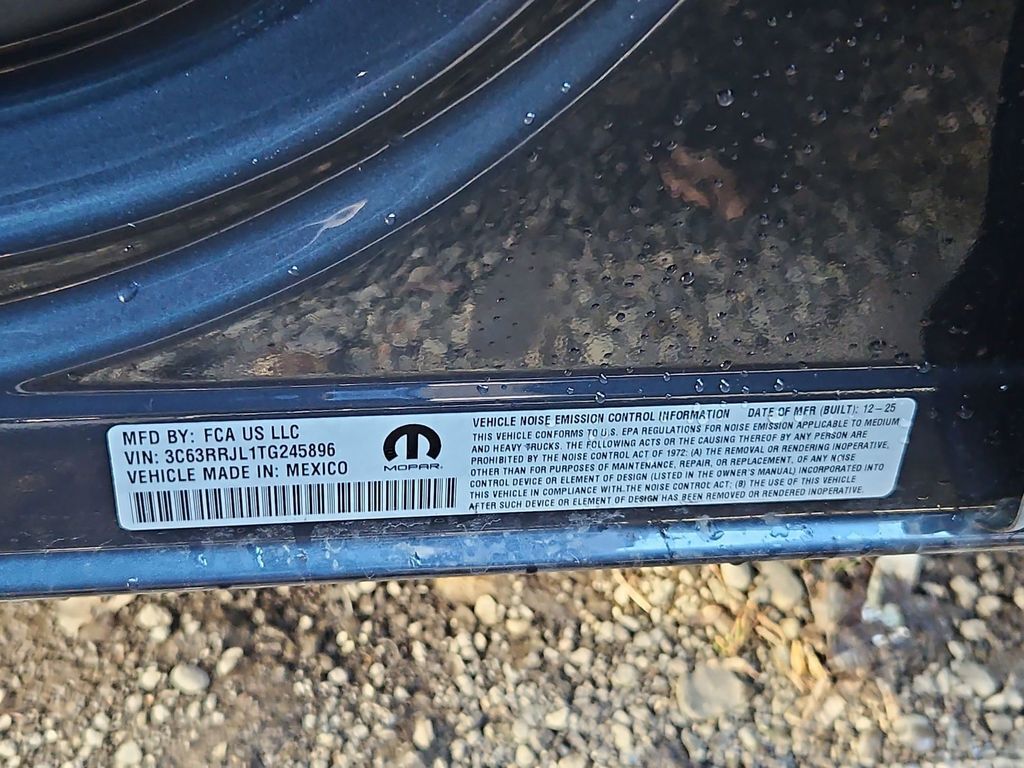 MFD BY: FCA US LLC
VIN: 3C63RRJL1TG245896
VEHICLE MADE IN: MEXICO
MOPAR
VEHICLE NOISE EMISSION CONTROL INFORMATION DATE OF MFR (BUILT): 12-25
THIS VEHICLE CONFORMS TO U.S. EPA REGULATIONS FOR NOISE EMISSION APPLICABLE TO MEDIUM
AND HEAVY TRUCKS. THE FOLLOWING ACTS OR THE CAUSING THEREOF BY ANY PERSON ARE
PROHIBITED BY THE NOISE CONTROL ACT OF 1972: (A) THE REMOVAL OR RENDERING INOPERATIVE,
OTHER THAN FOR PURPOSES OF MAINTENANCE, REPAIR, OR REPLACEMENT, OF ANY NOISE
CONTROL DEVICE OR ELEMENT OF DESIGN (LISTED IN THE OWNER'S MANUAL) INCORPORATED INTO
THIS VEHICLE IN COMPLIANCE WITH THE NOISE CONTROL ACT; (B) THE USE OF THIS VEHICLE
AFTER SUCH DEVICE OR ELEMENT OF DESIGN HAS BEEN REMOVED OR RENDERED INOPERATIVE.